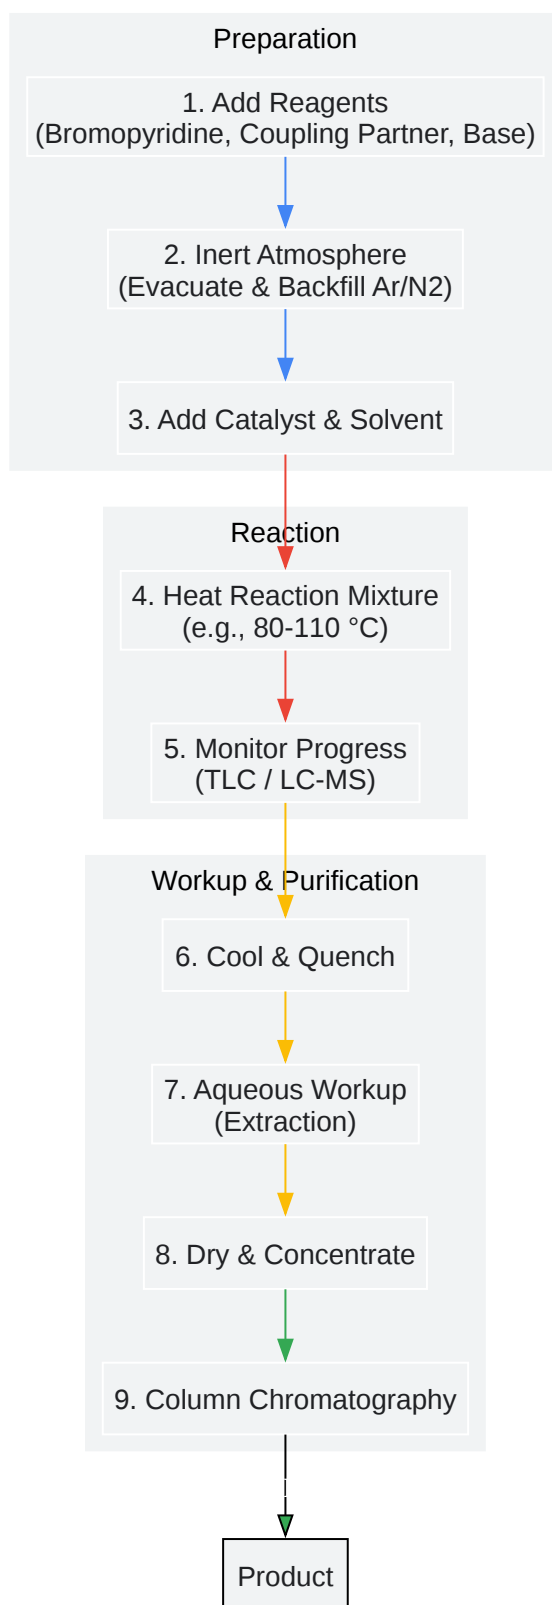 Preparation
1. Add Reagents
(Bromopyridine, Coupling Partner, Base)
2. Inert Atmosphere
(Evacuate & Backfill Ar/N2)
3. Add Catalyst & Solvent
Reaction
4. Heat Reaction Mixture
(e.g., 80-110 °C)
5. Monitor Progress
(TLC / LC-MS)
Workup & Purification
6. Cool & Quench
7. Aqueous Workup
(Extraction)
8. Dry & Concentrate
9. Column Chromatography
Product